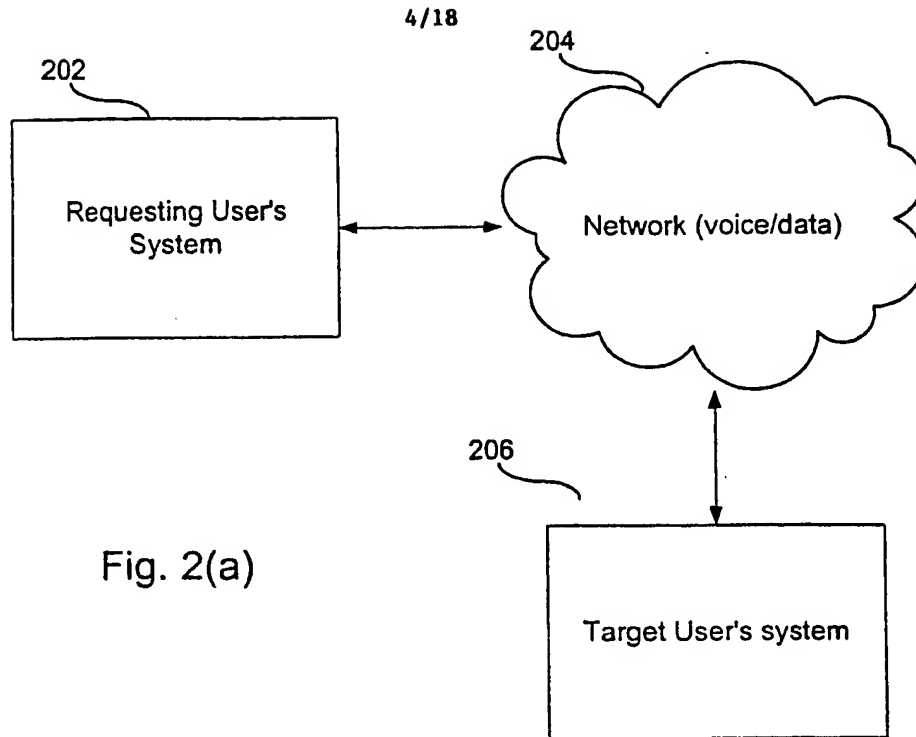 4/18
202
204
Requesting User's
System
Network (voice/data)
206
Fig. 2(a)
Target User's system